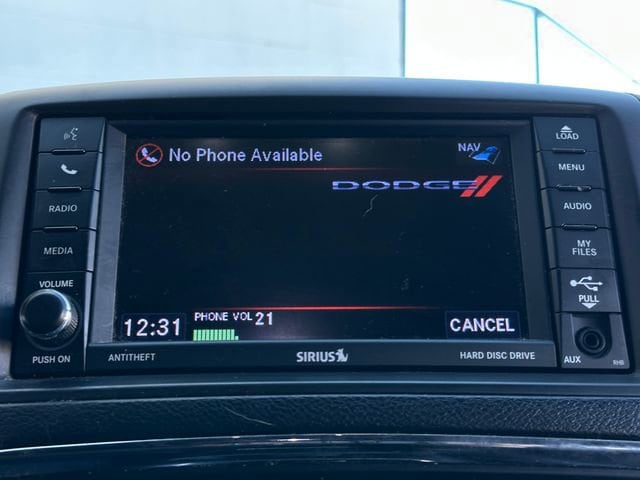 No Phone Available
NAV
DODGE
12:31
PHONE VOL 21
CANCEL
RADIO
MEDIA
VOLUME
PUSH ON
ANTITHEFT
SIRIUS
HARD DISC DRIVE
LOAD
MENU
AUDIO
MY
FILES
PULL
AUX
RHB